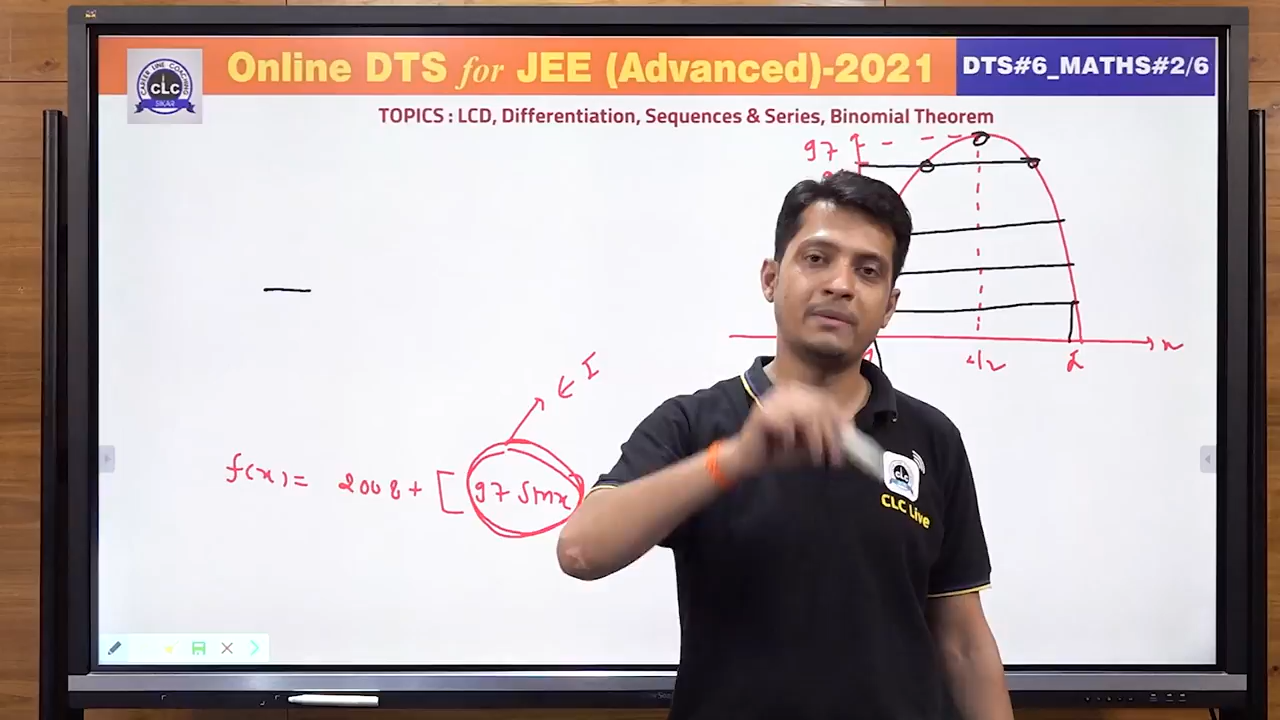 Online DTS for JEE (Advanced)-2021
DTS#6_MATHS#2/6
CAREER LINE COACHING
CLC
SIKAR
TOPICS : LCD, Differentiation, Sequences & Series, Binomial Theorem
97
x
f(x) = 2008 + [ 97 sinx
∈ I
CLC
CLC Live